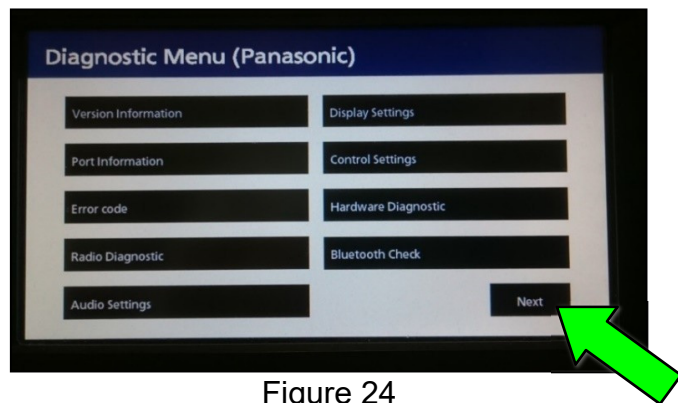 Diagnostic Menu (Panasonic)
Version Information
Display Settings
Port Information
Control Settings
Error code
Hardware Diagnostic
Radio Diagnostic
Bluetooth Check
Audio Settings
Next
Figure 24